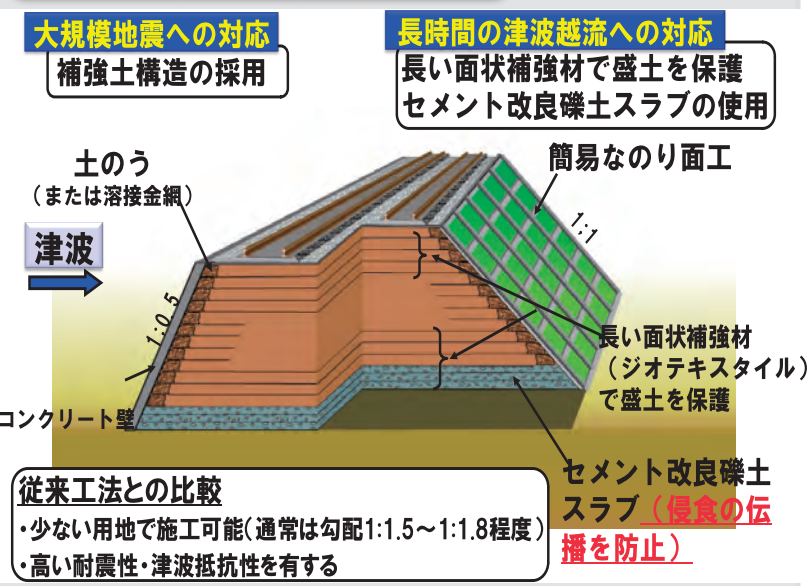 大規模地震への対応
補強土構造の採用
長時間の津波越流への対応
長い面状補強材で盛土を保護
セメント改良礫土スラブの使用
土のう
（または溶接金網）
簡易なのり面工
1:1
津波
1:0.5
長い面状補強材
（ジオテキスタイル）
で盛土を保護
コンクリート壁
セメント改良礫土
スラブ（侵食の伝
播を防止）
従来工法との比較
・少ない用地で施工可能（通常は勾配1:1.5～1:1.8程度）
・高い耐震性・津波抵抗性を有する